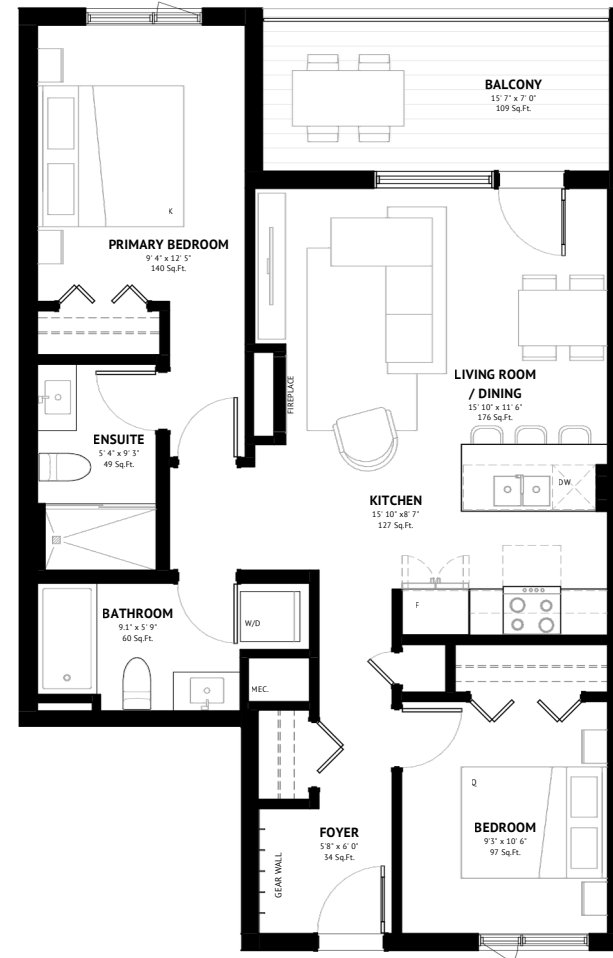 BALCONY
15' 7" x 7' 0"
109 Sq.Ft.
K
PRIMARY BEDROOM
9' 4" x 12' 5"
140 Sq.Ft.
FIREPLACE
LIVING ROOM
/ DINING
15' 10" x 11' 6"
176 Sq.Ft.
ENSUITE
5' 4" x 9' 3"
49 Sq.Ft.
DW
KITCHEN
15' 10" x8' 7"
127 Sq.Ft.
F
BATHROOM
9.1" x 5' 9"
60 Sq.Ft.
W/D
MEC.
Q
FOYER
5'8" x 6' 0"
34 Sq.Ft.
GEAR WALL
BEDROOM
9'3" x 10' 6"
97 Sq.Ft.